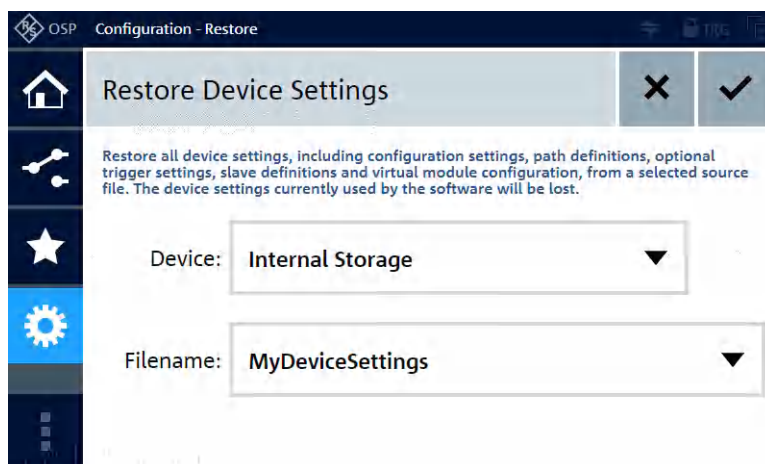 R&S OSP Configuration - Restore TRG
Restore Device Settings
Restore all device settings, including configuration settings, path definitions, optional
trigger settings, slave definitions and virtual module configuration, from a selected source
file. The device settings currently used by the software will be lost.
Device: Internal Storage
Filename: MyDeviceSettings